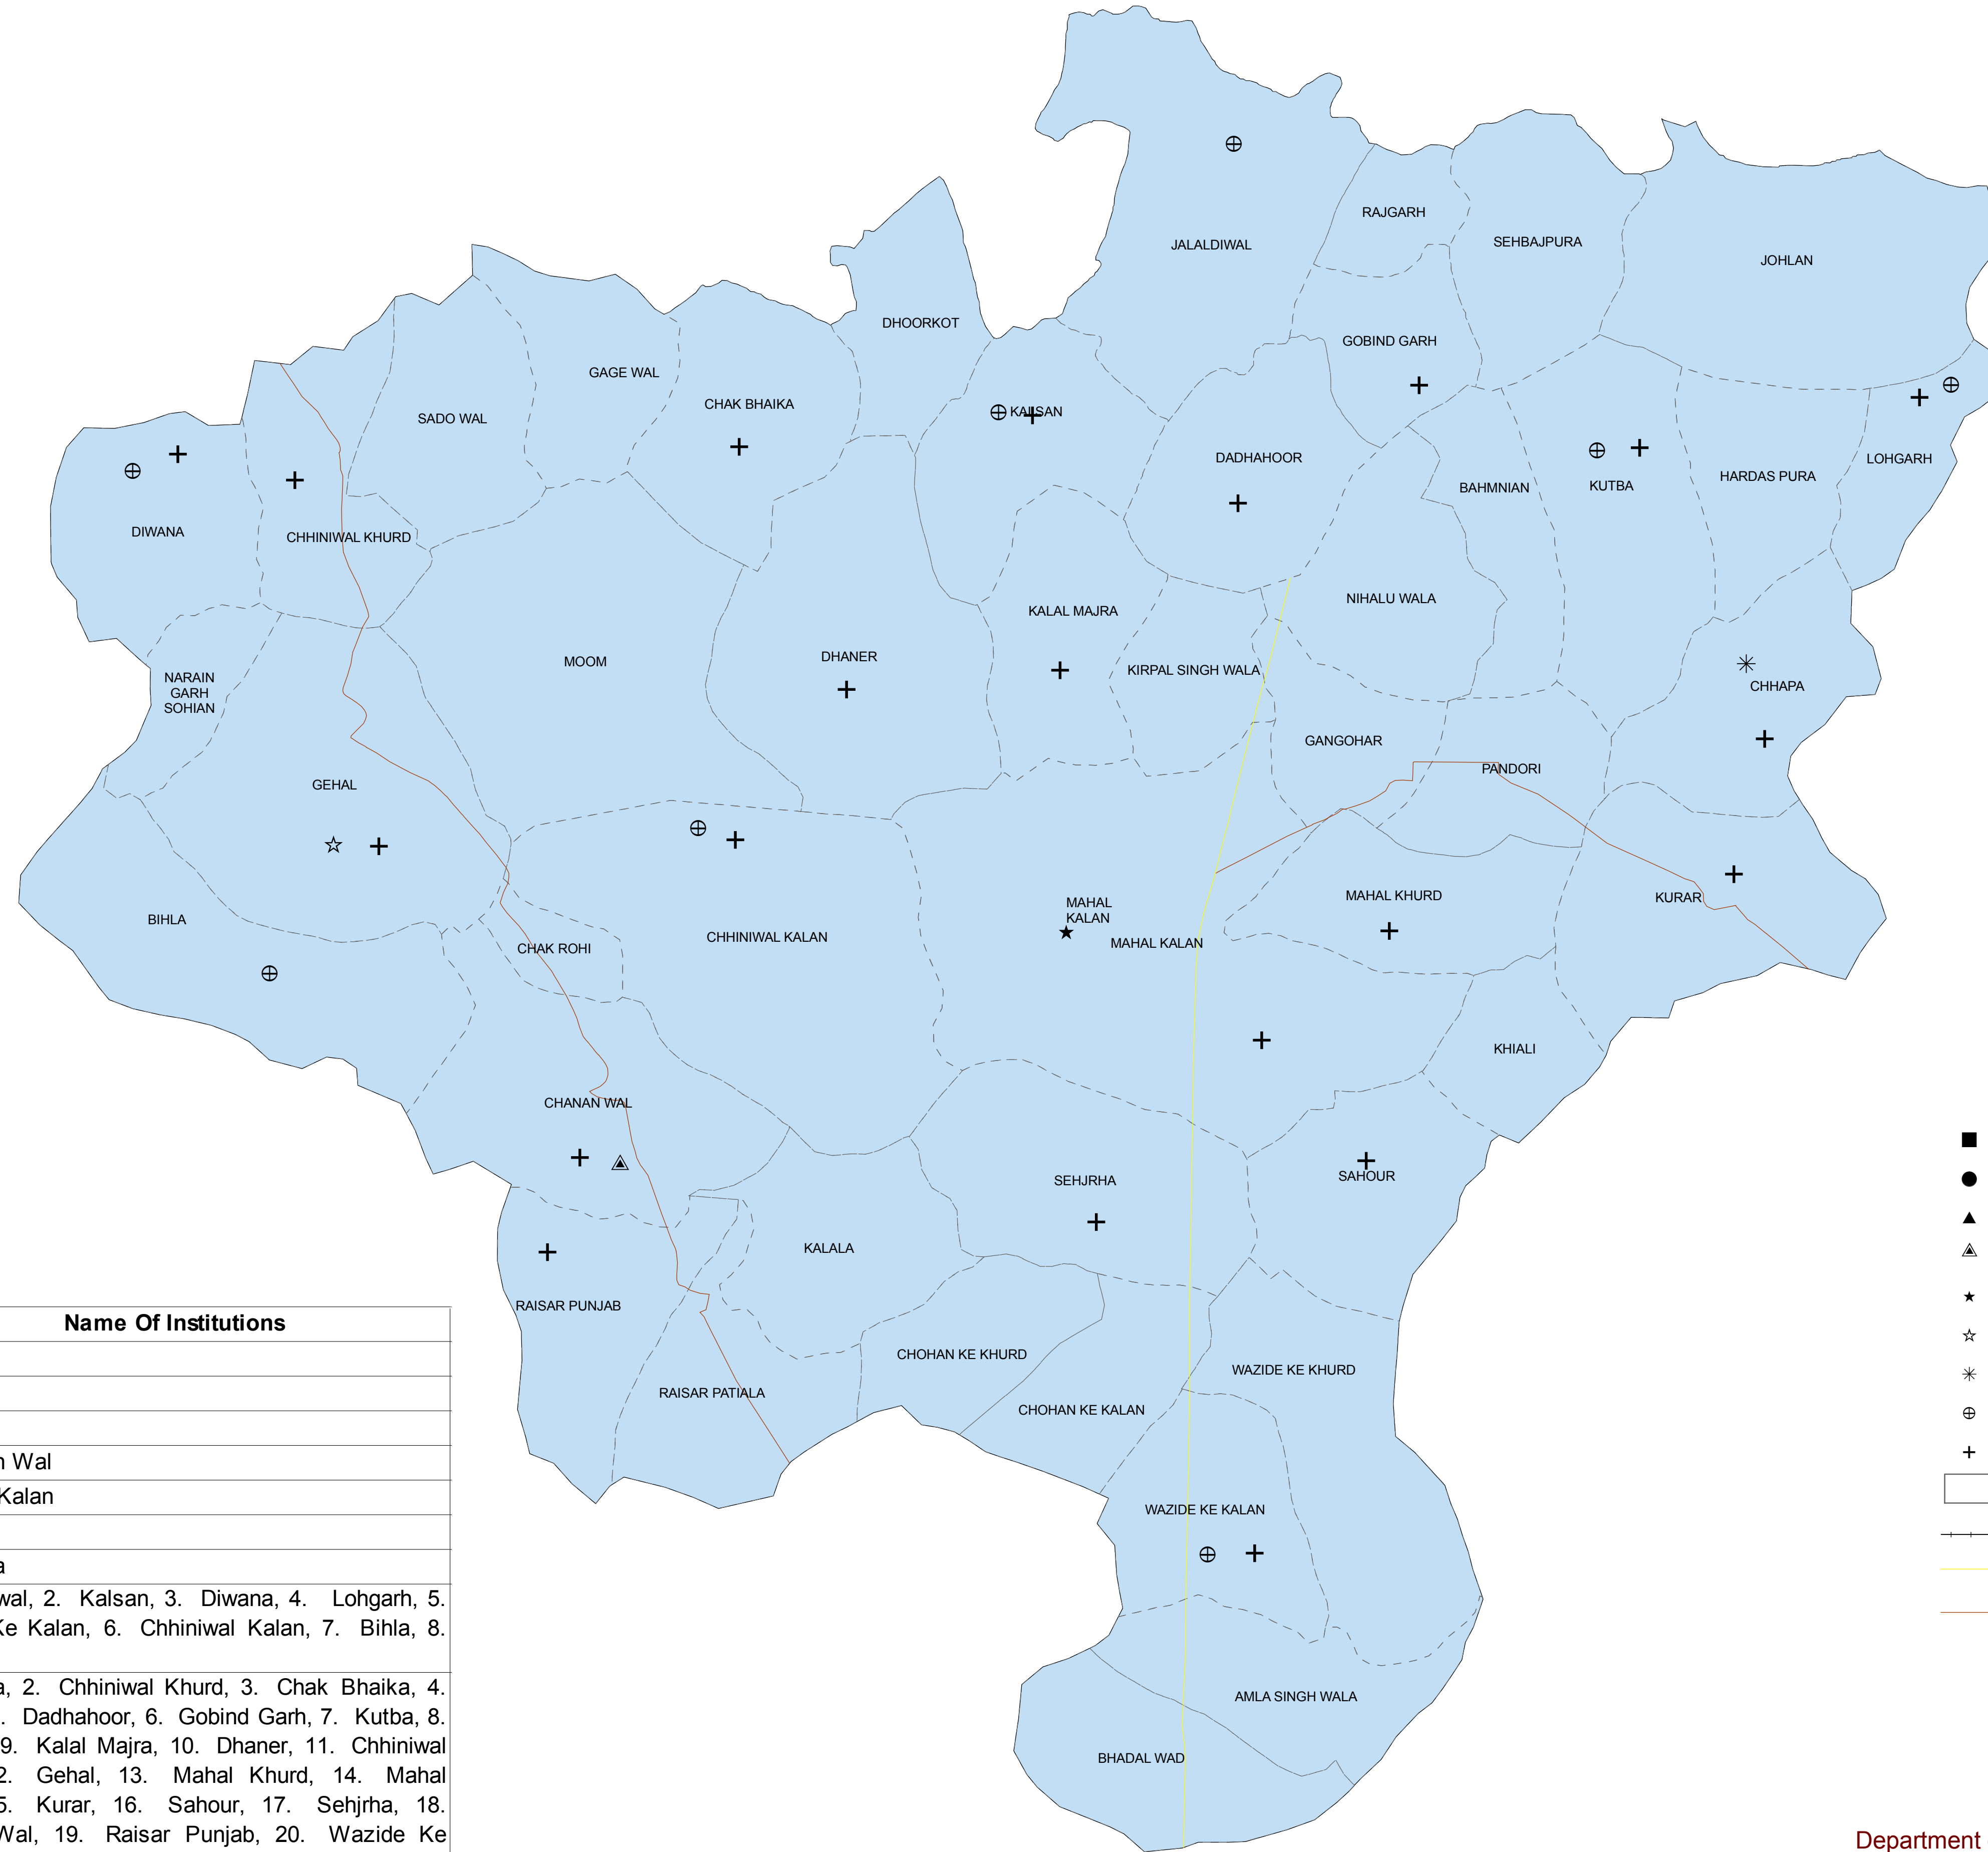 RAJGARH
SEHBAJPURA
JALALDIWAL
JOHLAN
DHOORKOT
GOBIND GARH
GAGE WAL
CHAK BHAIKA
KALSAN
SADO WAL
DADHAHOOR
LOHGARH
HARDAS PURA
KUTBA
BAHMNIAN
DIWANA
CHHINIWAL KHURD
NIHALU WALA
KALAL MAJRA
DHANER
MOOM
KIRPAL SINGH WALA
NARAIN
GARH
SOHIAN
CHHAPA
GANGOHAR
PANDORI
GEHAL
MAHAL KHURD
KURAR
MAHAL
KALAN
BIHLA
CHHINIWAL KALAN
MAHAL KALAN
CHAK ROHI
KHIALI
CHANAN WAL
SAHOUR
SEHJRHA
KALALA
RAISAR PUNJAB
CHOHAN KE KHURD
WAZIDE KE KHURD
RAISAR PATIALA
CHOHAN KE KALAN
WAZIDE KE KALAN
AMLA SINGH WALA
BHADAL WAD
Name Of Institutions
n Wal
Kalan
a
wal, 2. Kalsan, 3. Diwana, 4. Lohgarh, 5.
Ke Kalan, 6. Chhiniwal Kalan, 7. Bihla, 8.
a, 2. Chhiniwal Khurd, 3. Chak Bhaika, 4.
. Dadhahoor, 6. Gobind Garh, 7. Kutba, 8.
9. Kalal Majra, 10. Dhaner, 11. Chhiniwal
2. Gehal, 13. Mahal Khurd, 14. Mahal
5. Kurar, 16. Sahour, 17. Sehjrha, 18.
Wal, 19. Raisar Punjab, 20. Wazide Ke
Department